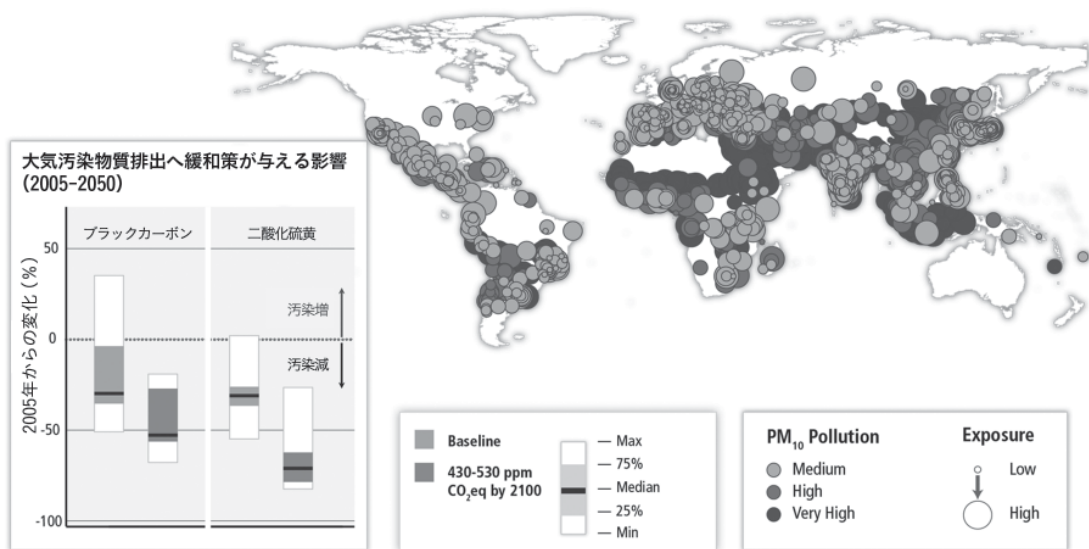 大気汚染物質排出へ緩和策が与える影響
(2005-2050)
ブラックカーボン
二酸化硫黄
2005年からの変化 (%)
50
0
-50
-100
汚染増
汚染減
Baseline
430-530 ppm
CO₂eq by 2100
Max
75%
Median
25%
Min
PM₁₀ Pollution
Medium
High
Very High
Exposure
Low
High